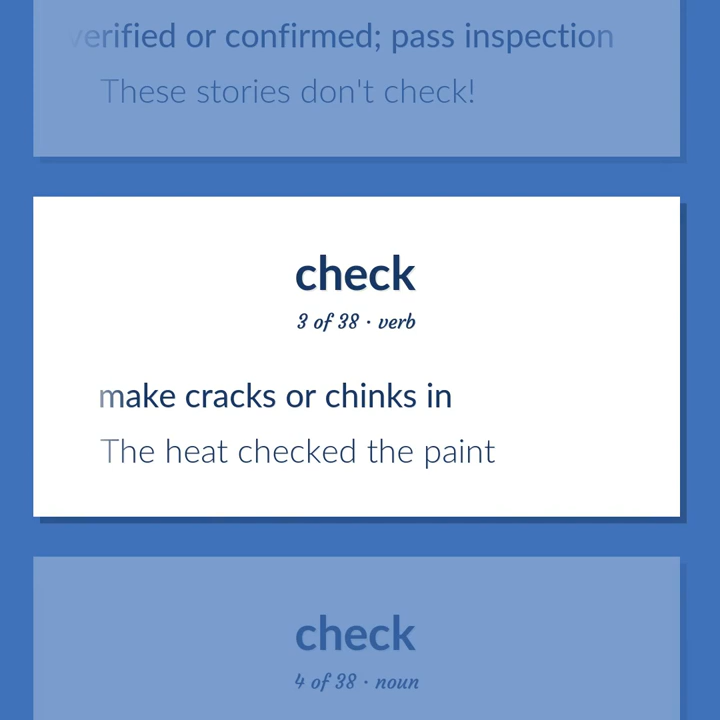 verified or confirmed; pass inspection
These stories don't check!
check
3 of 38 · verb
make cracks or chinks in
The heat checked the paint
check
4 of 38 · noun